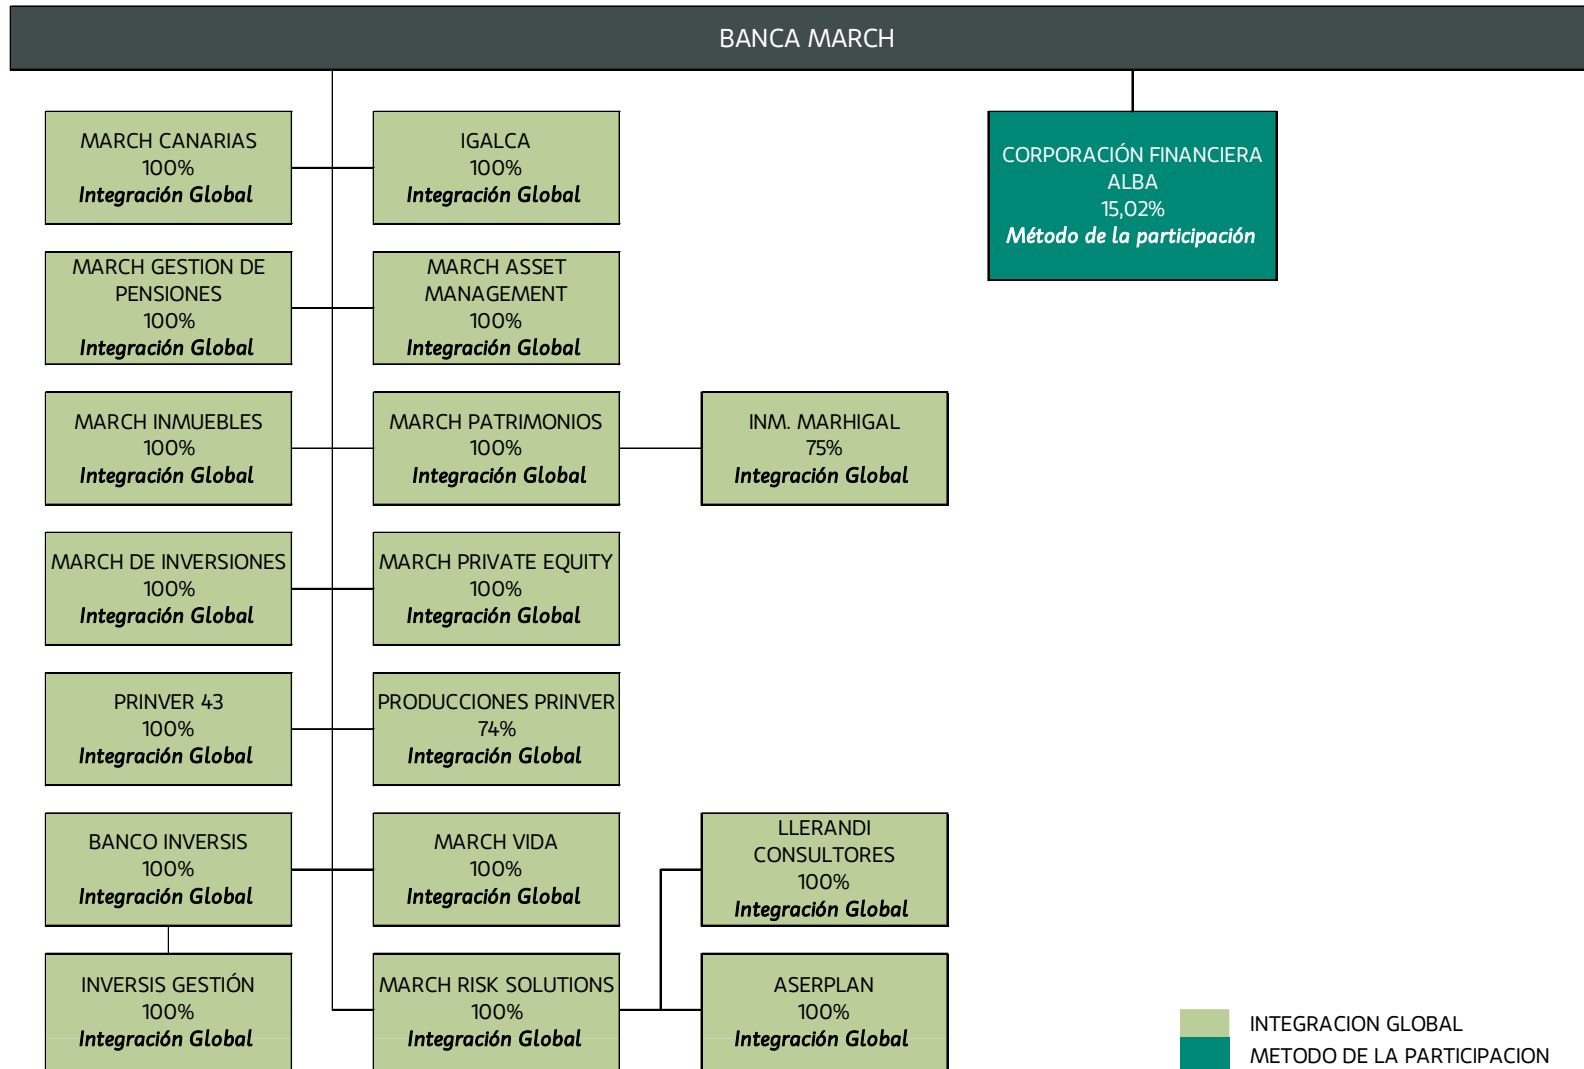 BANCA MARCH
MARCH CANARIAS
100%
Integración Global
IGALCA
100%
Integración Global
CORPORACIÓN FINANCIERA
ALBA
15,02%
Método de la participación
MARCH GESTION DE
PENSIONES
100%
Integración Global
MARCH ASSET
MANAGEMENT
100%
Integración Global
MARCH INMUEBLES
100%
Integración Global
MARCH PATRIMONIOS
100%
Integración Global
INM. MARHIGAL
75%
Integración Global
MARCH DE INVERSIONES
100%
Integración Global
MARCH PRIVATE EQUITY
100%
Integración Global
PRINVER 43
100%
Integración Global
PRODUCCIONES PRINVER
74%
Integración Global
BANCO INVERSIS
100%
Integración Global
MARCH VIDA
100%
Integración Global
LLERANDI
CONSULTORES
100%
Integración Global
INVERSIS GESTIÓN
100%
Integración Global
MARCH RISK SOLUTIONS
100%
Integración Global
ASERPLAN
100%
Integración Global
INTEGRACION GLOBAL
METODO DE LA PARTICIPACION